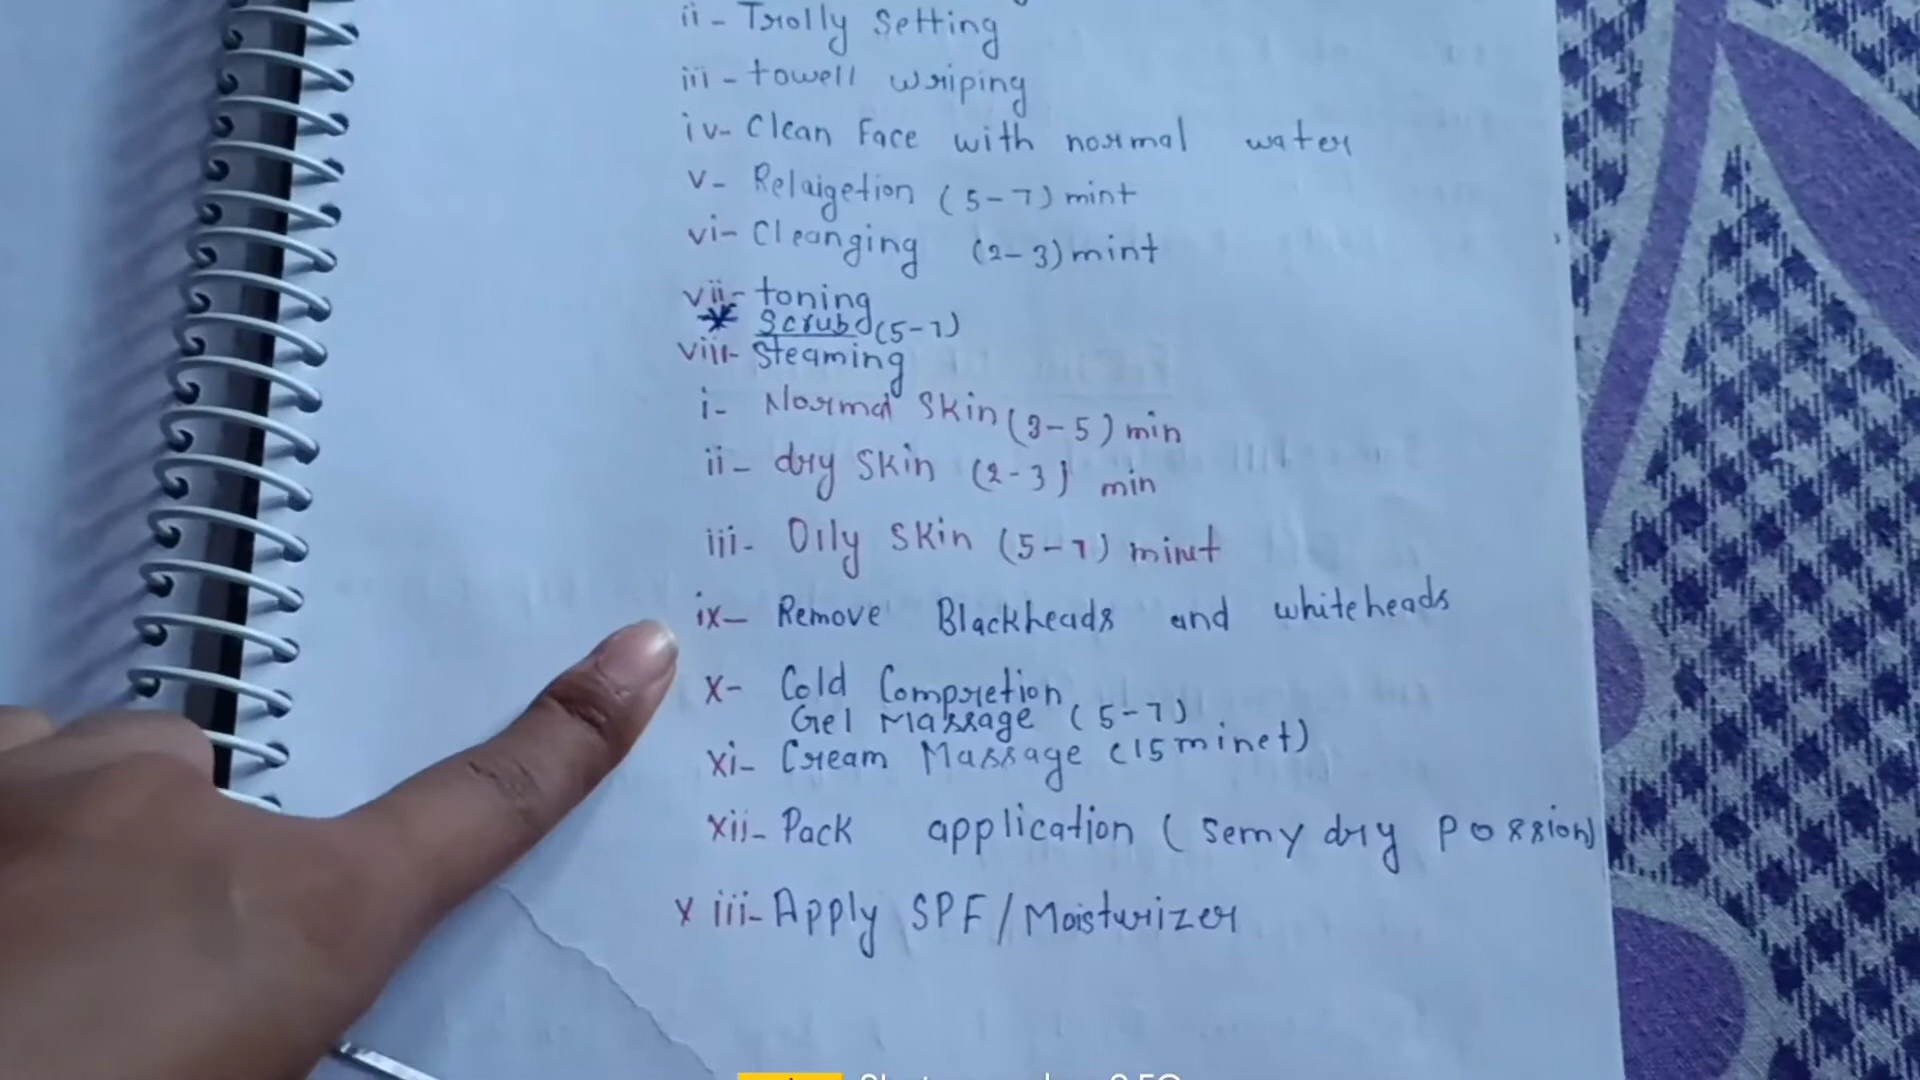 ii - Trolly Setting
iii - towell wriping
iv- Clean Face with normal water
v- Relaigetion (5-7) mint
vi- Cleanging (2-3) mint
vii- toning
* Scrub (5-7)
viii- Steaming
i- Normal Skin (3-5) min
ii- dry Skin (2-3) min
iii- Oily Skin (5-7) minet
ix- Remove Blackheads and whiteheads
x- Cold Compretion
Gel Massage (5-7)
xi- Cream Massage (15 minet)
xii- Pack application (Semy dry possion)
xiii- Apply SPF/Moisturizer